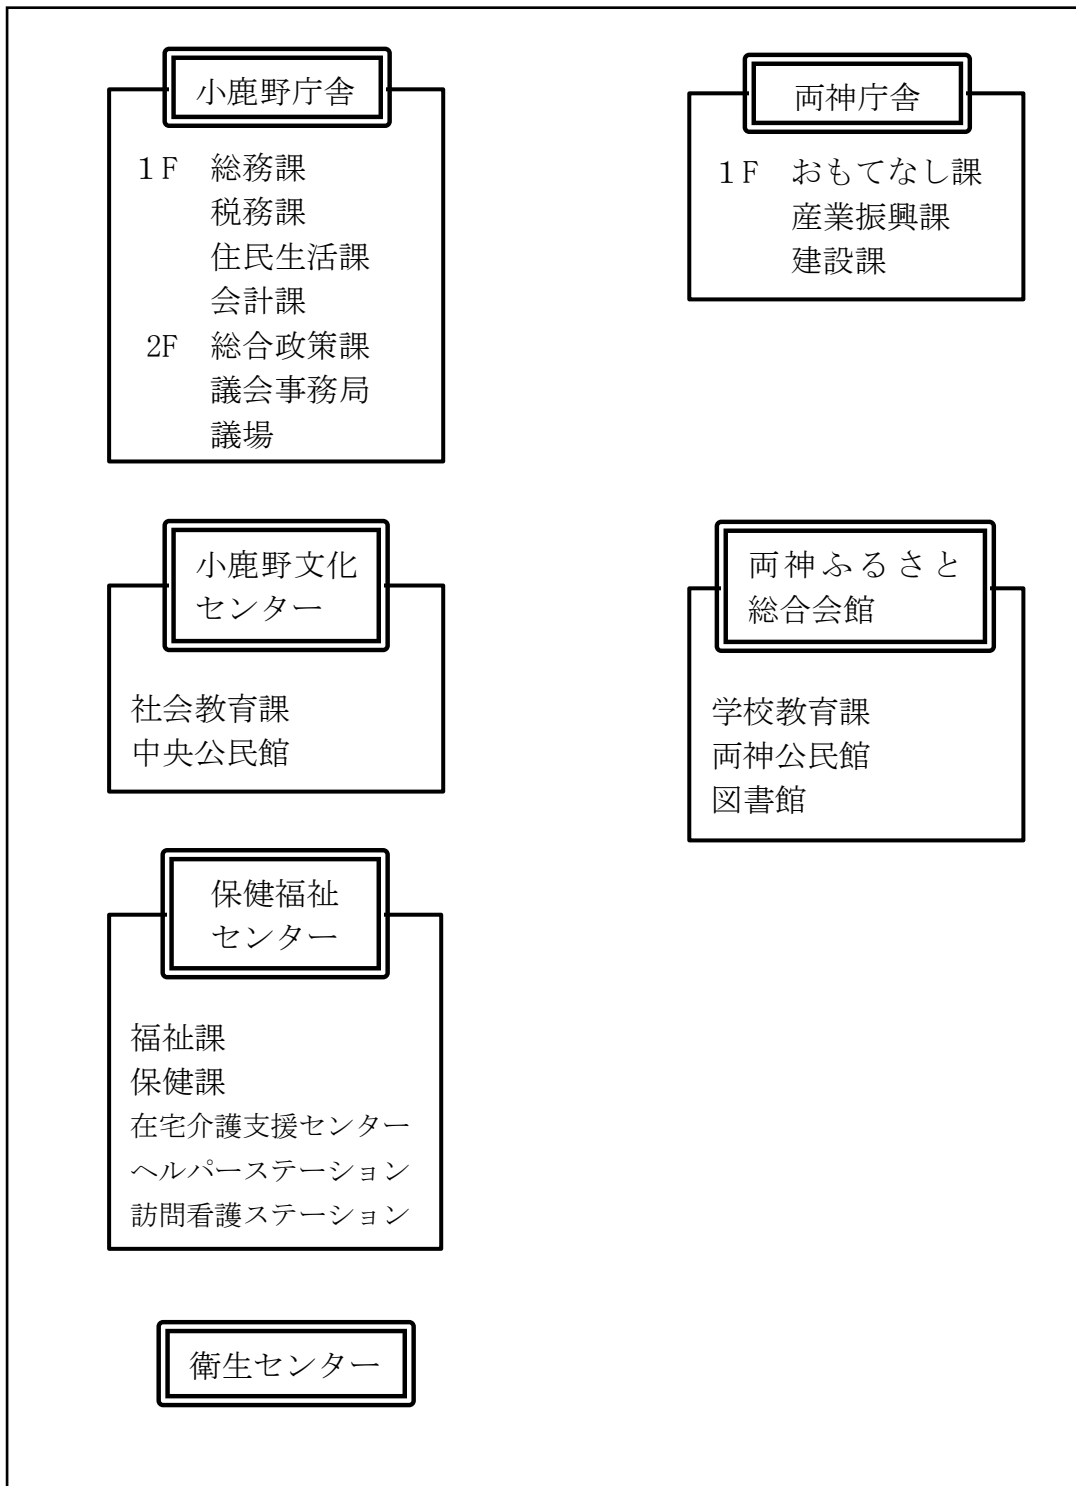 小鹿野庁舎
１F 総務課
税務課
住民生活課
会計課
2F 総合政策課
議会事務局
議場
両神庁舎
１F おもてなし課
産業振興課
建設課
小鹿野文化
センター
社会教育課
中央公民館
両神ふるさと
総合会館
学校教育課
両神公民館
図書館
保健福祉
センター
福祉課
保健課
在宅介護支援センター
ヘルパーステーション
訪問看護ステーション
衛生センター